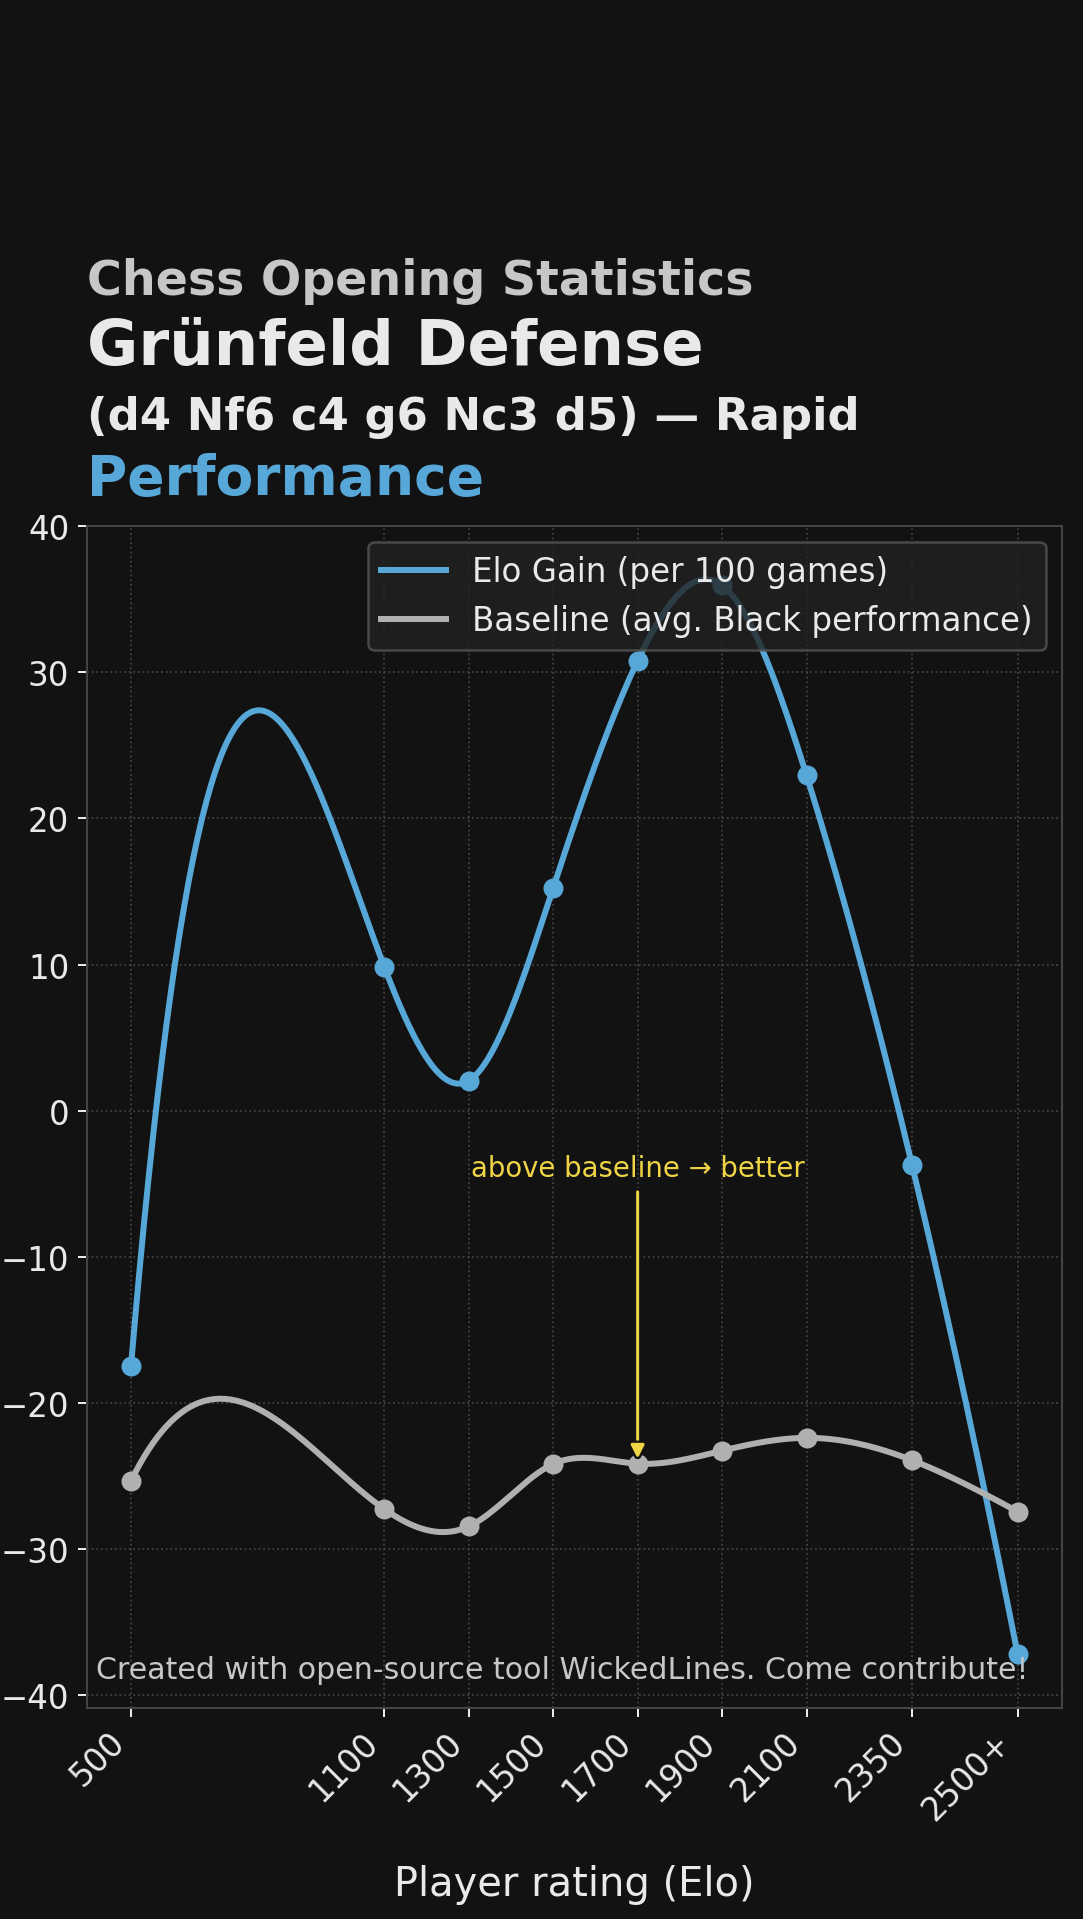 Chess Opening Statistics
Grünfeld Defense
(d4 Nf6 c4 g6 Nc3 d5) — Rapid
Performance
Elo Gain (per 100 games)
Baseline (avg. Black performance)
40
30
20
10
0
−10
−20
−30
−40
above baseline → better
Created with open-source tool WickedLines. Come contribute!
500
1100
1300
1500
1700
1900
2100
2350
2500+
Player rating (Elo)